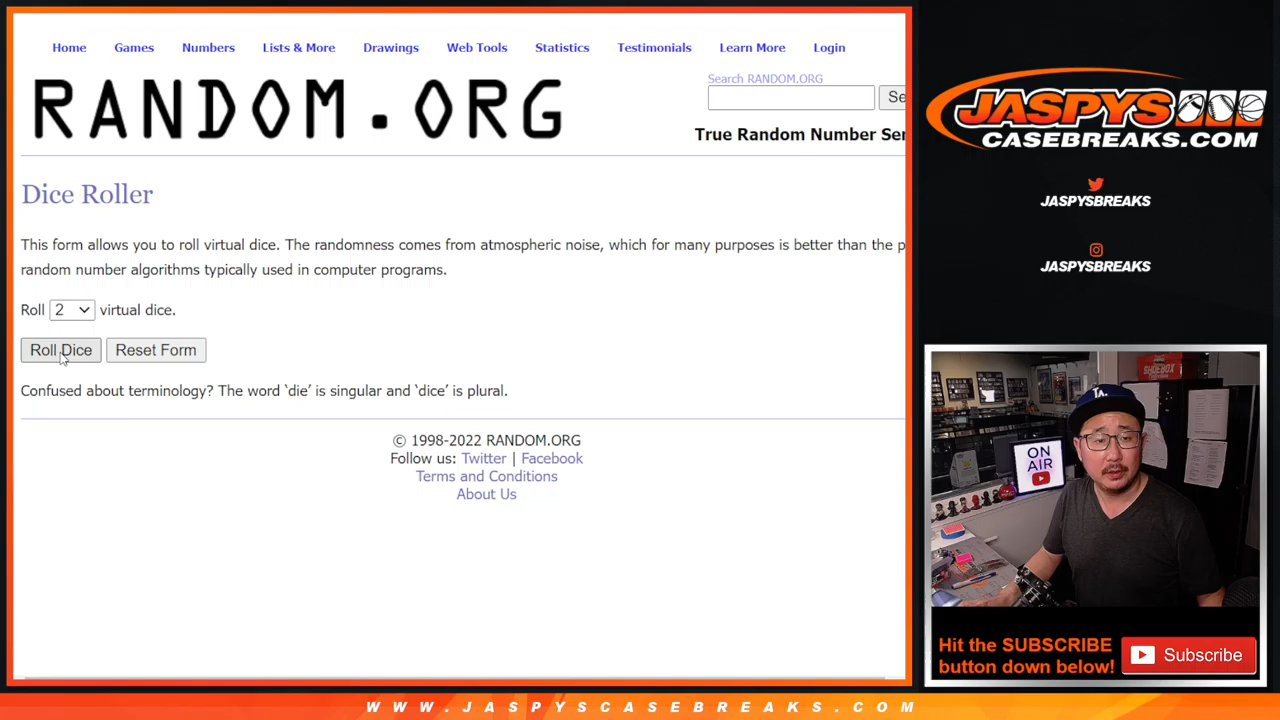 Home Games Numbers Lists & More Drawings Web Tools Statistics Testimonials Learn More Login
RANDOM.ORG
Search RANDOM.ORG
Se
True Random Number Ser
Dice Roller
This form allows you to roll virtual dice. The randomness comes from atmospheric noise, which for many purposes is better than the p
random number algorithms typically used in computer programs.
Roll 2 virtual dice.
Roll Dice Reset Form
Confused about terminology? The word ‘die’ is singular and ‘dice’ is plural.
© 1998-2022 RANDOM.ORG
Follow us: Twitter | Facebook
Terms and Conditions
About Us
JASPYS
CASEBREAKS.COM
JASPYSBREAKS
JASPYSBREAKS
SHOEBOX
LA
ON
AIR
Hit the SUBSCRIBE
button down below!
Subscribe
WWW.JASPYSCASEBREAKS.COM